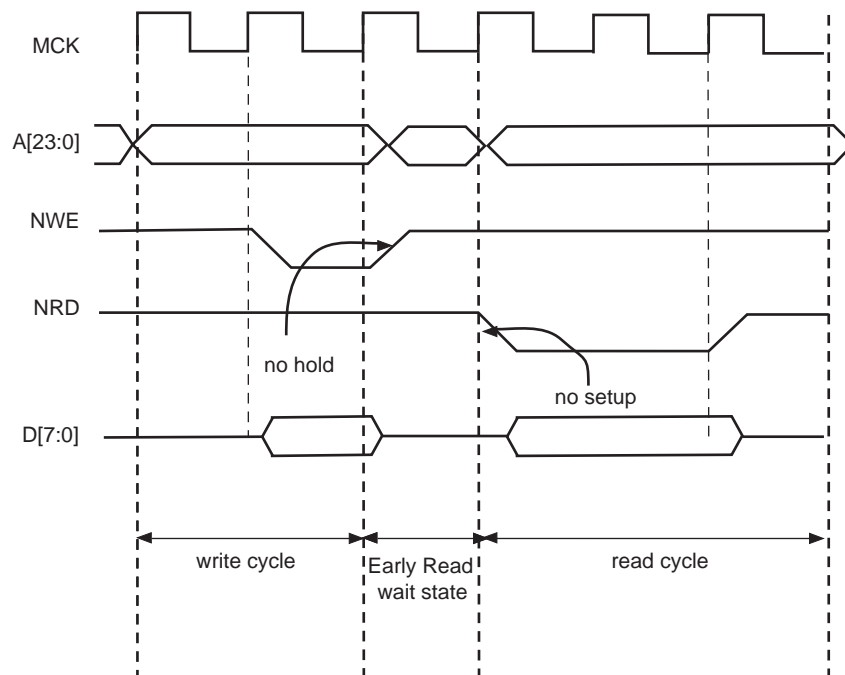 MCK
A[23:0]
NWE
NRD
no hold
no setup
D[7:0]
write cycle
Early Read
wait state
read cycle